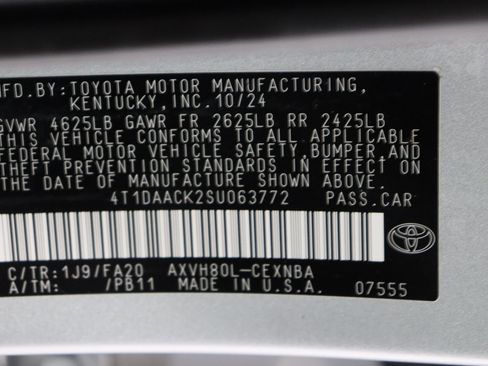 MFD. BY: TOYOTA MOTOR MANUFACTURING,
KENTUCKY, INC. 10/24
GVWR 4625LB GAWR FR 2625LB RR 2425LB
THIS VEHICLE CONFORMS TO ALL APPLICABLE
FEDERAL MOTOR VEHICLE SAFETY, BUMPER, AND
THEFT PREVENTION STANDARDS IN EFFECT ON
THE DATE OF MANUFACTURE SHOWN ABOVE.
4T1DAACK2SU063772 PASS.CAR
C/TR:1J9/FA20 AXVH80L-CEXNBA
A/TM: /PB11 MADE IN U.S.A. 07555